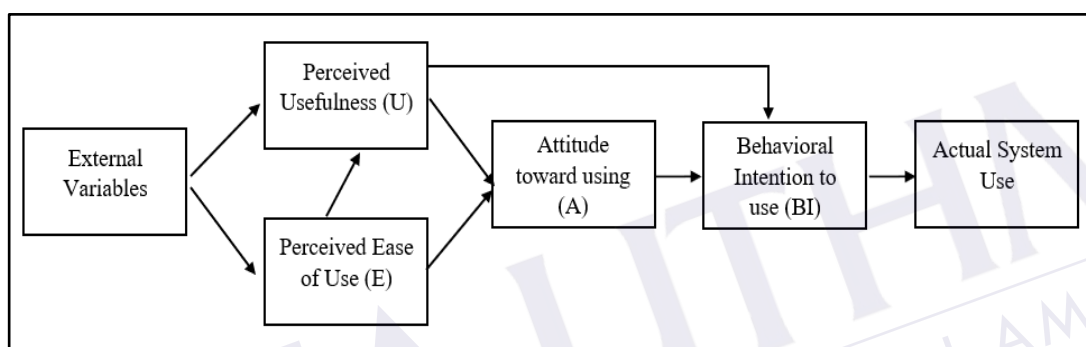 External
Variables
Perceived
Usefulness (U)
Perceived Ease
of Use (E)
Attitude
toward using
(A)
Behavioral
Intention to
use (BI)
Actual System
Use